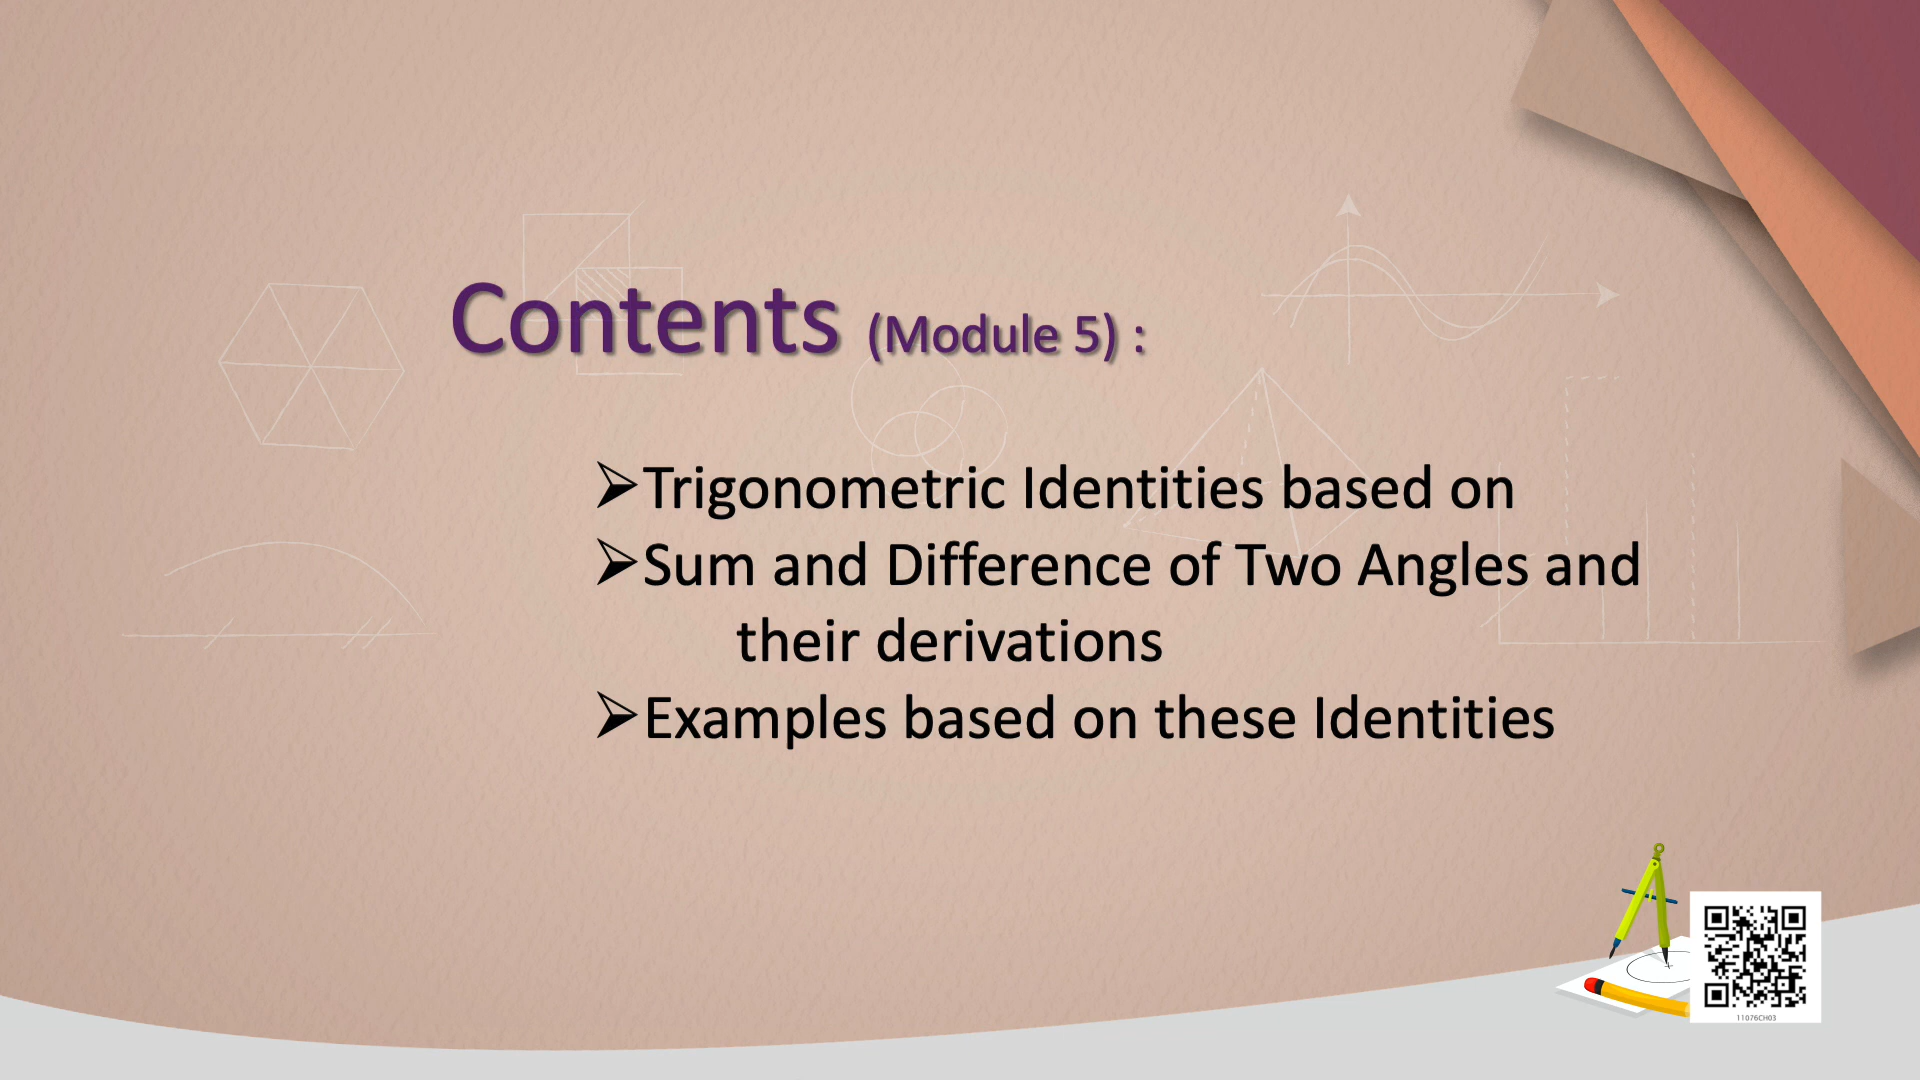 Contents (Module 5) :
➢Trigonometric Identities based on
➢Sum and Difference of Two Angles and
their derivations
➢Examples based on these Identities
11076CH03